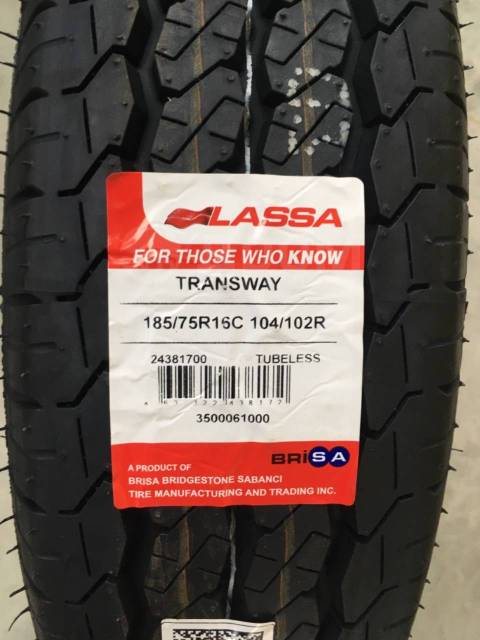 LASSA
FOR THOSE WHO KNOW
TRANSWAY
185/75R16C 104/102R
24381700 TUBELESS
3500061000
BRiSA
A PRODUCT OF
BRISA BRIDGESTONE SABANCI
TIRE MANUFACTURING AND TRADING INC.